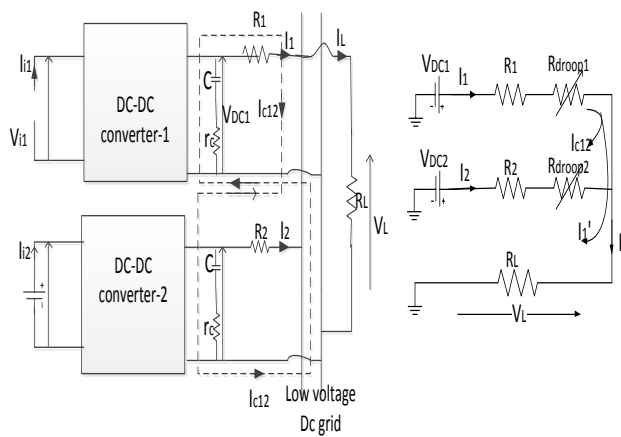 R1
I1
IL
Ii1
Vi1
DC-DC
converter-1
C
VDC1
rc
Ic12
RL
VL
Ii2
DC-DC
converter-2
R2
I2
C
rc
Ic12
Low voltage
Dc grid
VDC1
I1
R1
Rdroop1
Ic12
VDC2
I2
R2
Rdroop2
I1'
I
RL
VL
- +
- +
+
-